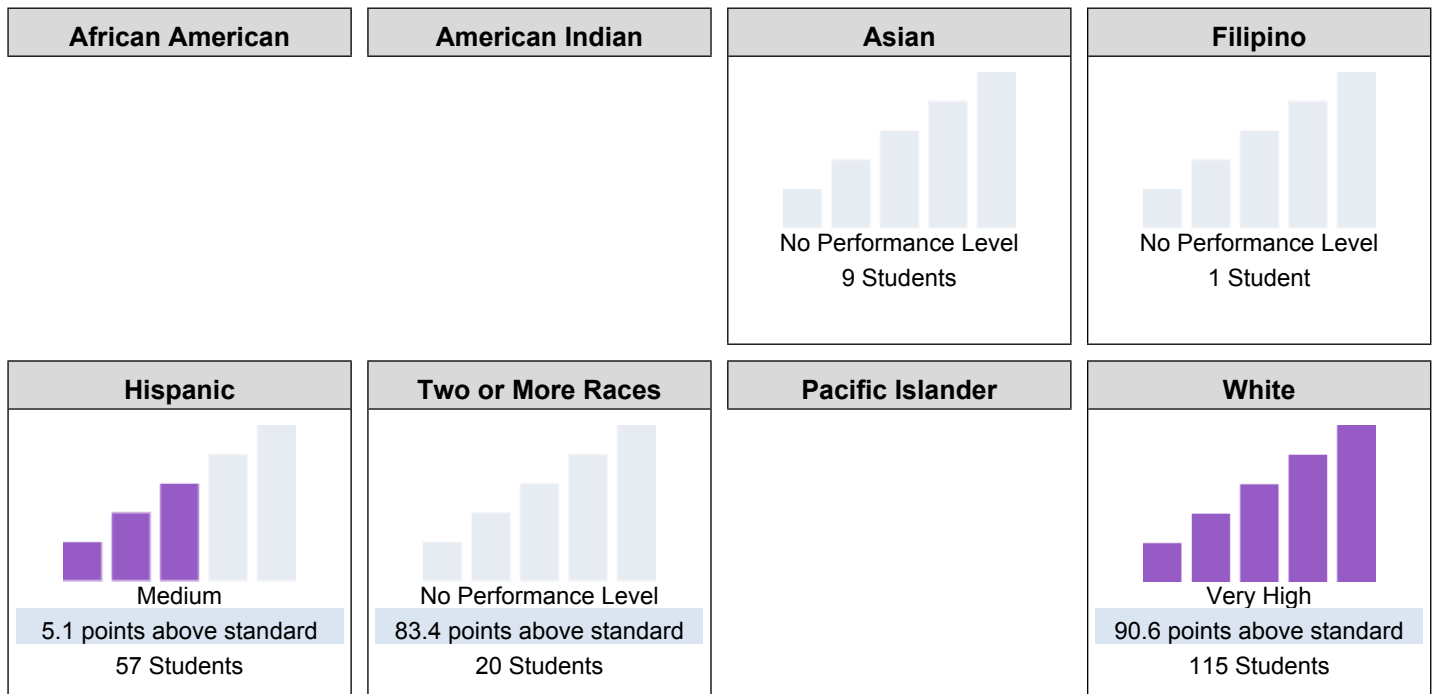 African American
American Indian
Asian
Filipino
No Performance Level
9 Students
No Performance Level
1 Student
Hispanic
Two or More Races
Pacific Islander
White
Medium
5.1 points above standard
57 Students
No Performance Level
83.4 points above standard
20 Students
Very High
90.6 points above standard
115 Students